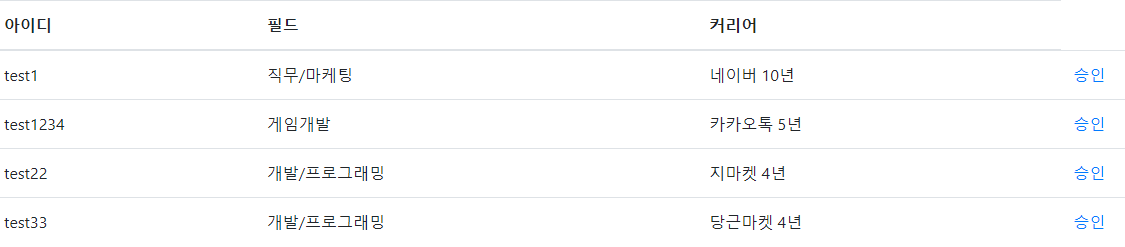 아이디 필드 커리어
test1 직무/마케팅 네이버 10년 승인
test1234 게임개발 카카오톡 5년 승인
test22 개발/프로그래밍 지마켓 4년 승인
test33 개발/프로그래밍 당근마켓 4년 승인